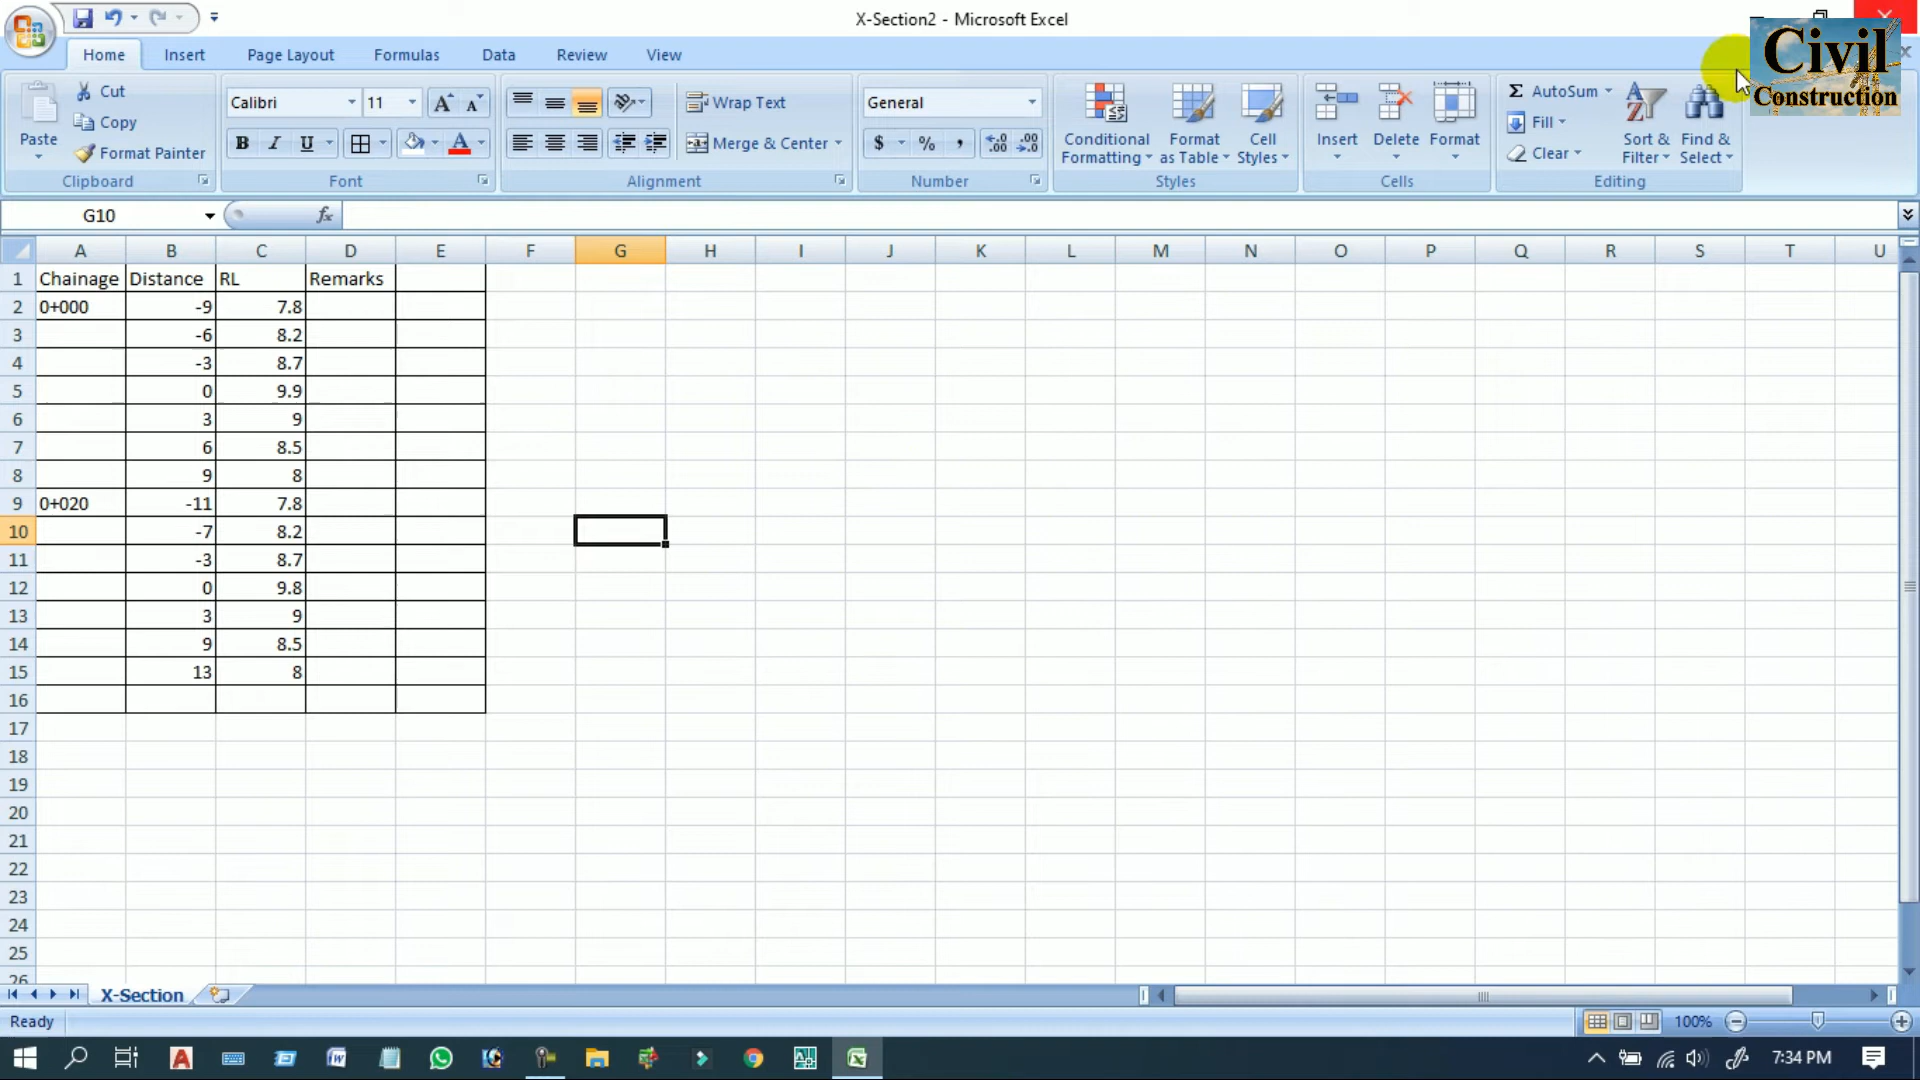 X-Section2 - Microsoft Excel
Home Insert Page Layout Formulas Data Review View
Civil
Construction
Paste
Cut
Copy
Format Painter
Clipboard
Calibri 11
B I U A
Font
Wrap Text
Merge & Center
Alignment
General
$ % , .0 .00 .00 .0
Number
Conditional
Formatting
Format
as Table
Cell
Styles
Styles
Insert Delete Format
Cells
Σ AutoSum
Fill
Clear
Sort &
Filter
Find &
Select
Editing
G10 fx
A B C D E F G H I J K L M N O P Q R S T U
1 Chainage Distance RL Remarks
2 0+000 -9 7.8
3 -6 8.2
4 -3 8.7
5 0 9.9
6 3 9
7 6 8.5
8 9 8
9 0+020 -11 7.8
10 -7 8.2
11 -3 8.7
12 0 9.8
13 3 9
14 9 8.5
15 13 8
16
17
18
19
20
21
22
23
24
25
26
X-Section
Ready 100%
7:34 PM